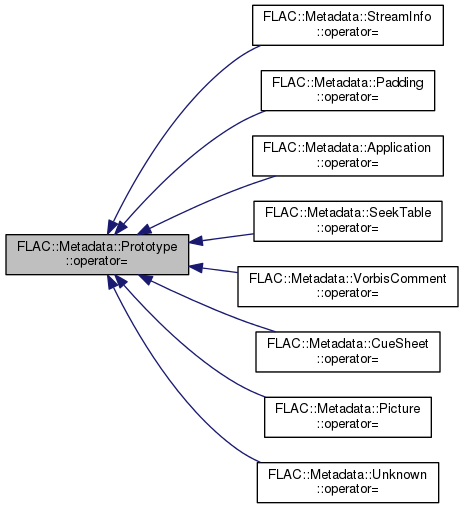 FLAC::Metadata::StreamInfo
::operator=
FLAC::Metadata::Padding
::operator=
FLAC::Metadata::Application
::operator=
FLAC::Metadata::SeekTable
::operator=
FLAC::Metadata::Prototype
::operator=
FLAC::Metadata::VorbisComment
::operator=
FLAC::Metadata::CueSheet
::operator=
FLAC::Metadata::Picture
::operator=
FLAC::Metadata::Unknown
::operator=